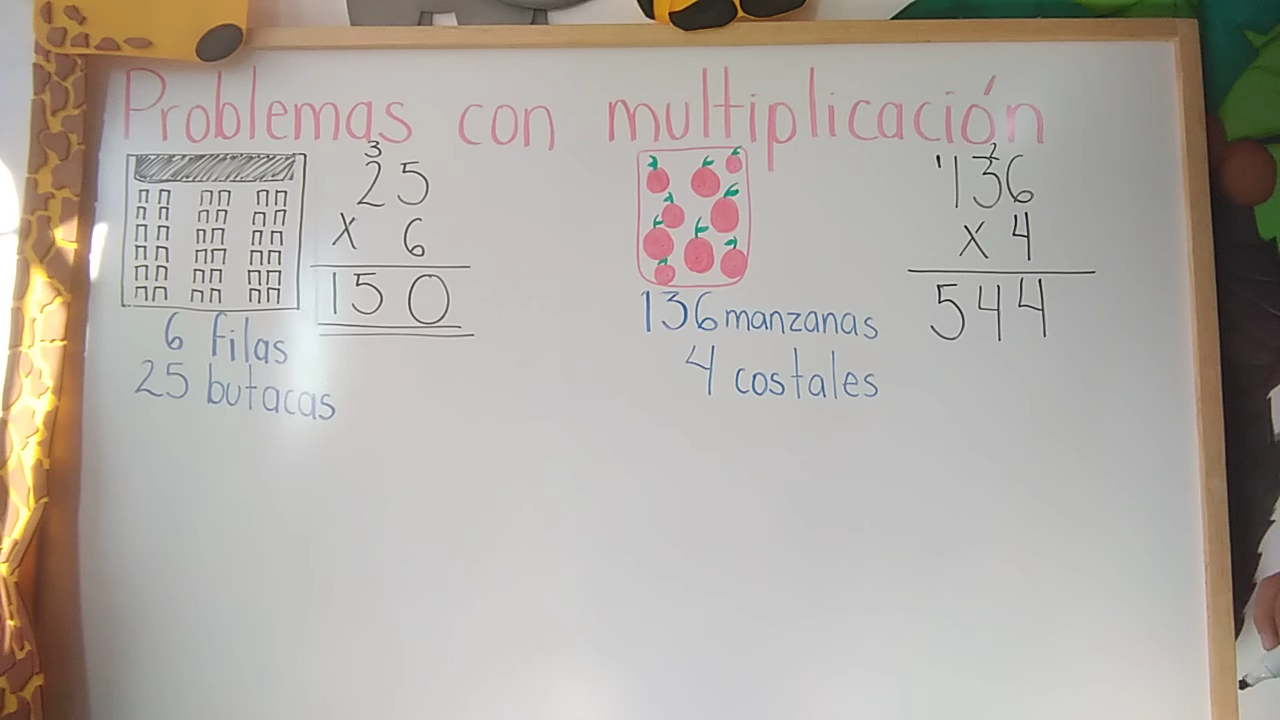 Problemas con multiplicación
3
25
x 6
150
6 filas
25 butacas
136 manzanas
4 costales
1 2
136
x 4
544